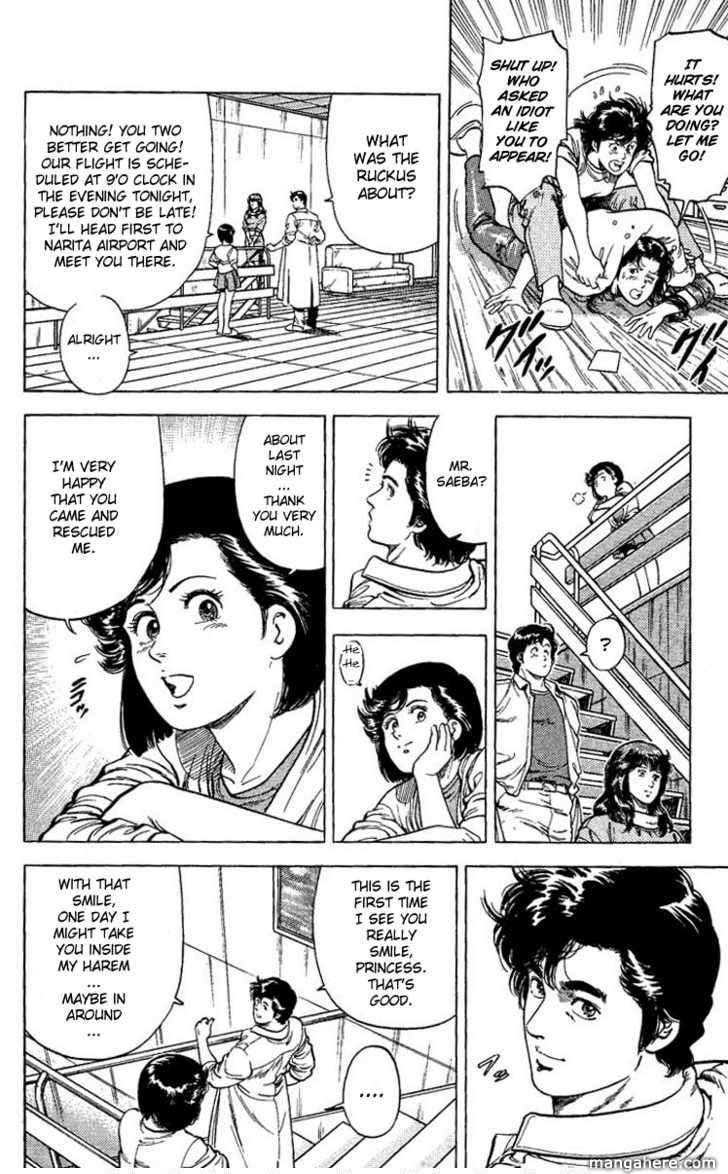 IT
HURTS!
WHAT
ARE YOU
DOING?
LET ME
GO!
SHUT UP!
WHO
ASKED
AN IDIOT
LIKE
YOU TO
APPEAR!
ググ
グイ
WHAT
WAS THE
RUCKUS
ABOUT?
NOTHING! YOU TWO
BETTER GET GOING!
OUR FLIGHT IS SCHE-
DULED AT 9'O CLOCK IN
THE EVENING TONIGHT,
PLEASE DON'T BE LATE!
I'LL HEAD FIRST TO
NARITA AIRPORT AND
MEET YOU THERE.
ALRIGHT
...
?
MR.
SAEBA?
He
He
ABOUT
LAST
NIGHT
...
THANK
YOU VERY
MUCH.
I'M VERY
HAPPY
THAT YOU
CAME AND
RESCUED
ME.
THIS IS THE
FIRST TIME
I SEE YOU
REALLY
SMILE,
PRINCESS.
THAT'S
GOOD.
WITH THAT
SMILE,
ONE DAY I
MIGHT TAKE
YOU INSIDE
MY HAREM
...
MAYBE IN
AROUND
...
....
mangahere.com